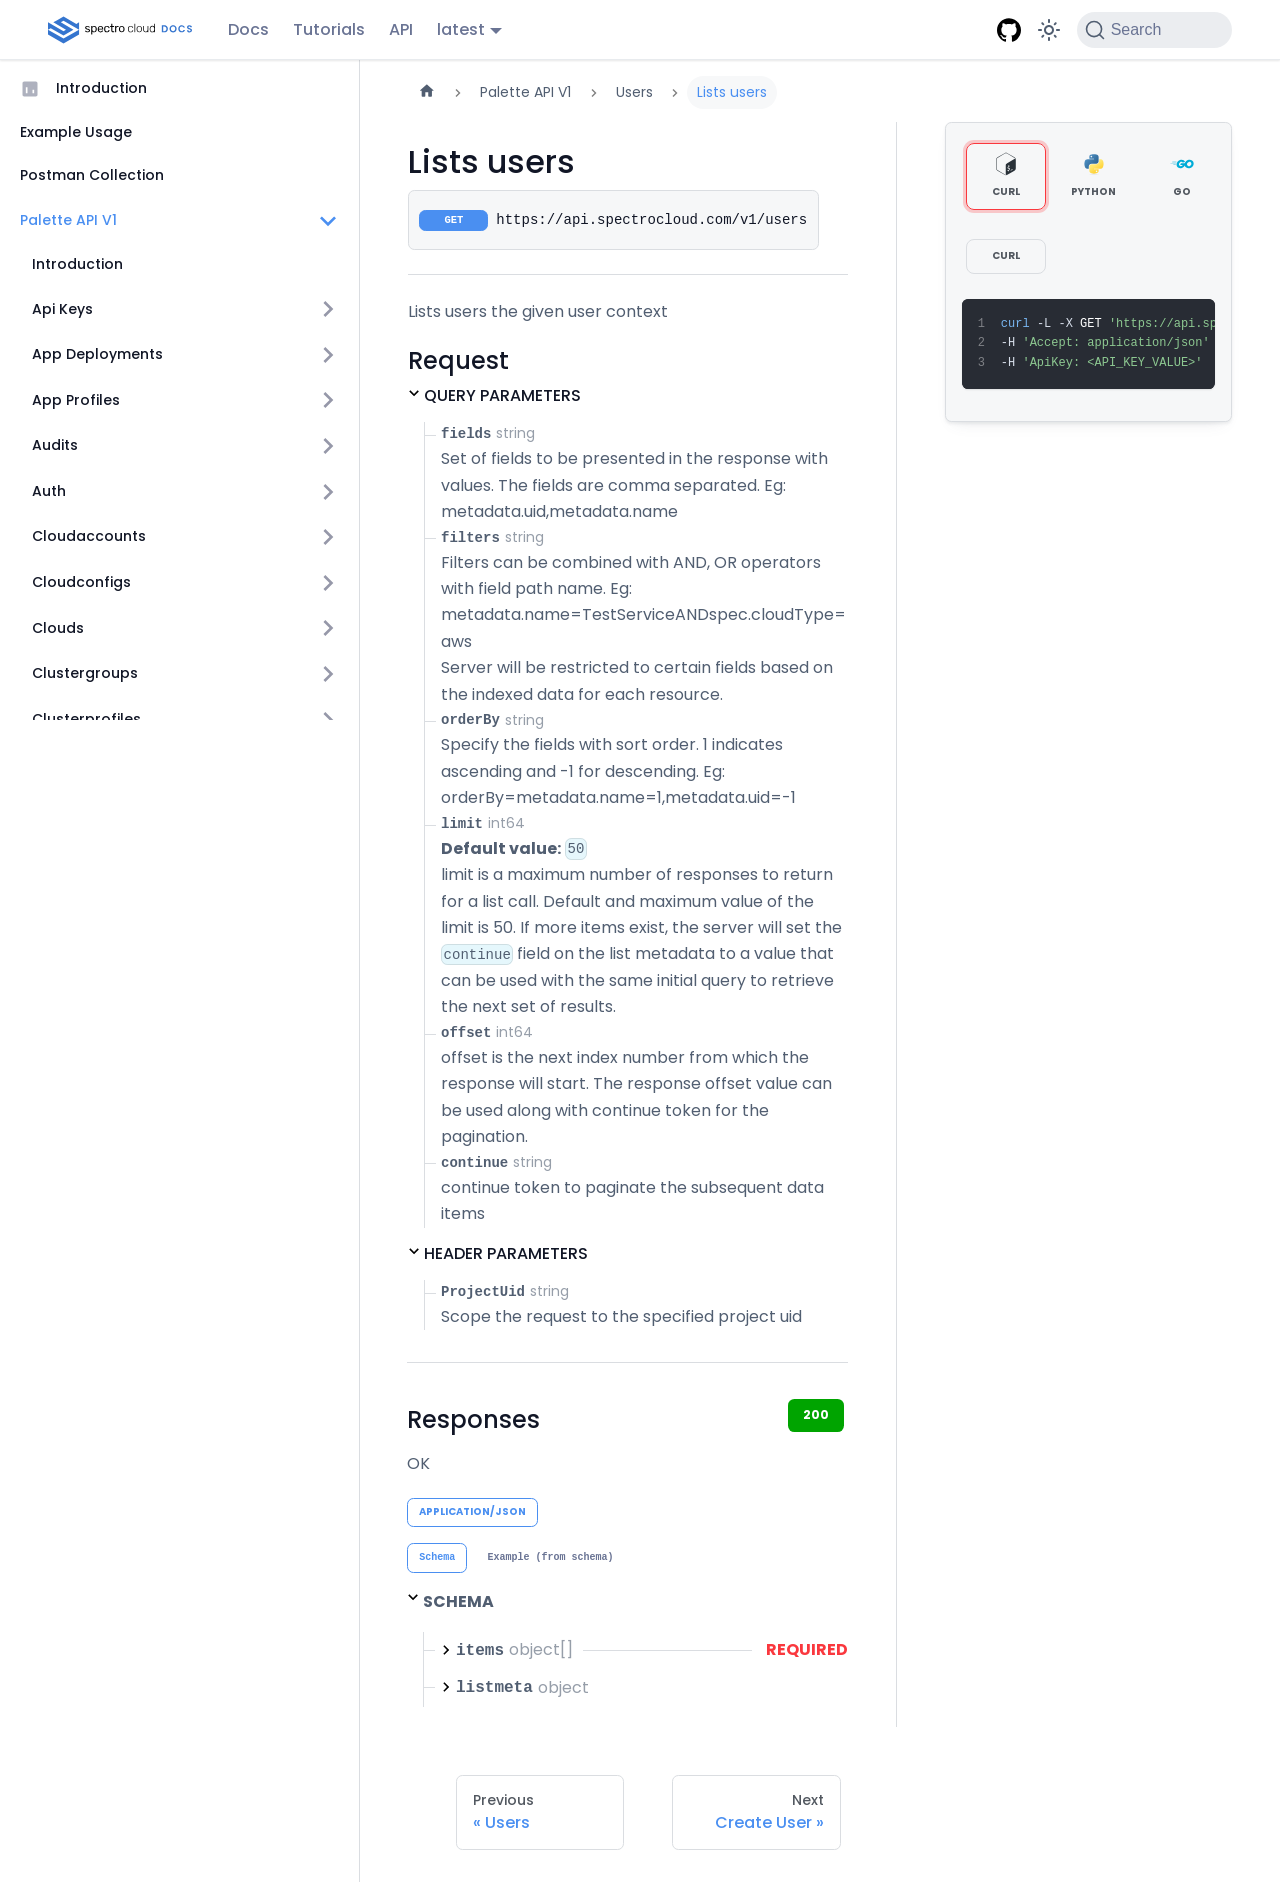 spectro cloud DOCS Docs Tutorials API latest Search
Introduction
Example Usage
Postman Collection
Palette API V1
Introduction
Api Keys
App Deployments
App Profiles
Audits
Auth
Cloudaccounts
Cloudconfigs
Clouds
Clustergroups
Clusterprofiles
Palette API V1 Users Lists users
Lists users
GET https://api.spectrocloud.com/v1/users
Lists users the given user context
Request
QUERY PARAMETERS
fields string
Set of fields to be presented in the response with
values. The fields are comma separated. Eg:
metadata.uid,metadata.name
filters string
Filters can be combined with AND, OR operators
with field path name. Eg:
metadata.name=TestServiceANDspec.cloudType=
aws
Server will be restricted to certain fields based on
the indexed data for each resource.
orderBy string
Specify the fields with sort order. 1 indicates
ascending and -1 for descending. Eg:
orderBy=metadata.name=1,metadata.uid=-1
limit int64
Default value: 50
limit is a maximum number of responses to return
for a list call. Default and maximum value of the
limit is 50. If more items exist, the server will set the
continue field on the list metadata to a value that
can be used with the same initial query to retrieve
the next set of results.
offset int64
offset is the next index number from which the
response will start. The response offset value can
be used along with continue token for the
pagination.
continue string
continue token to paginate the subsequent data
items
HEADER PARAMETERS
ProjectUid string
Scope the request to the specified project uid
Responses 200
OK
APPLICATION/JSON
Schema Example (from schema)
SCHEMA
items object[] REQUIRED
listmeta object
Previous
« Users
Next
Create User »
CURL PYTHON GO
CURL
1 curl -L -X GET 'https://api.sp
2 -H 'Accept: application/json'
3 -H 'ApiKey: <API_KEY_VALUE>'